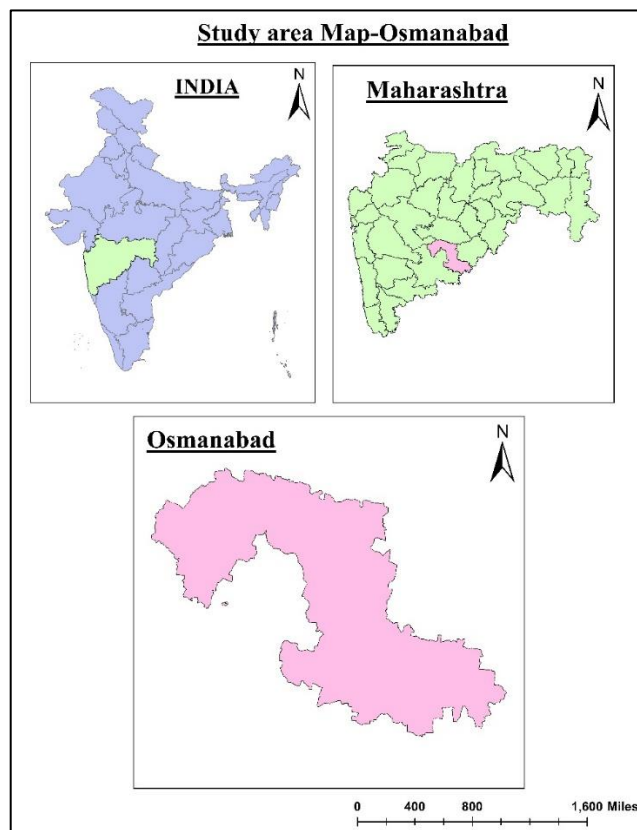 Study area Map-Osmanabad
INDIA
N
Maharashtra
N
Osmanabad
N
0 400 800 1,600 Miles